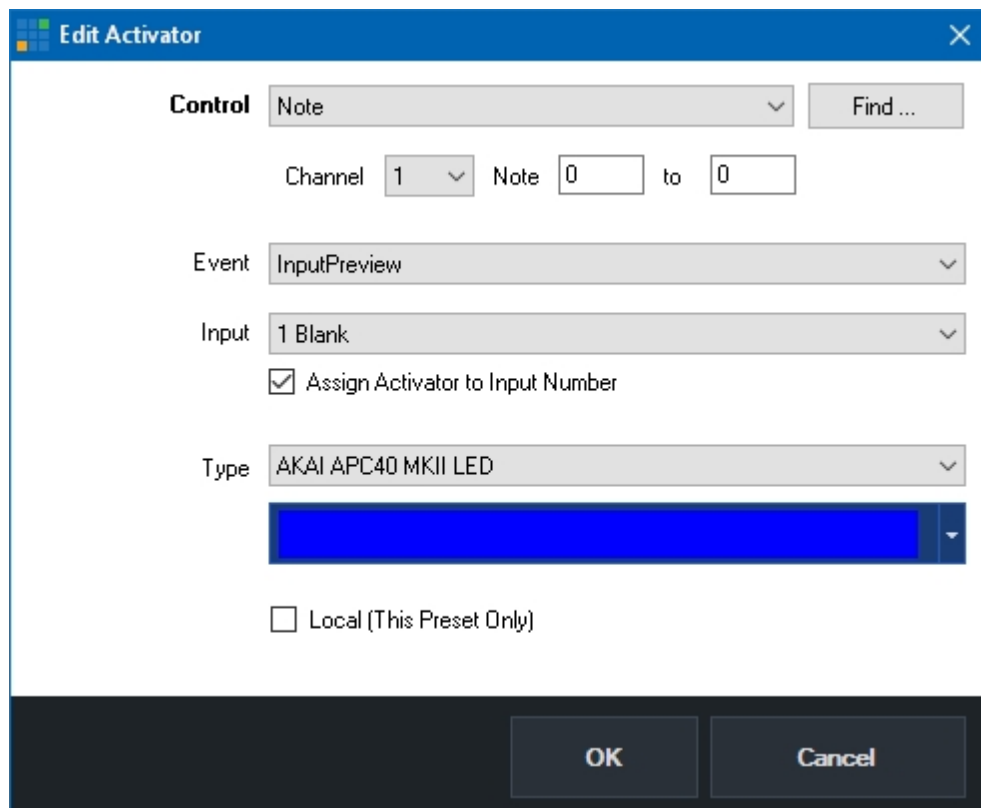 Edit Activator
Control Note Find ...
Channel 1 Note 0 to 0
Event InputPreview
Input 1 Blank
Assign Activator to Input Number
Type AKAI APC40 MKII LED
Local (This Preset Only)
OK Cancel